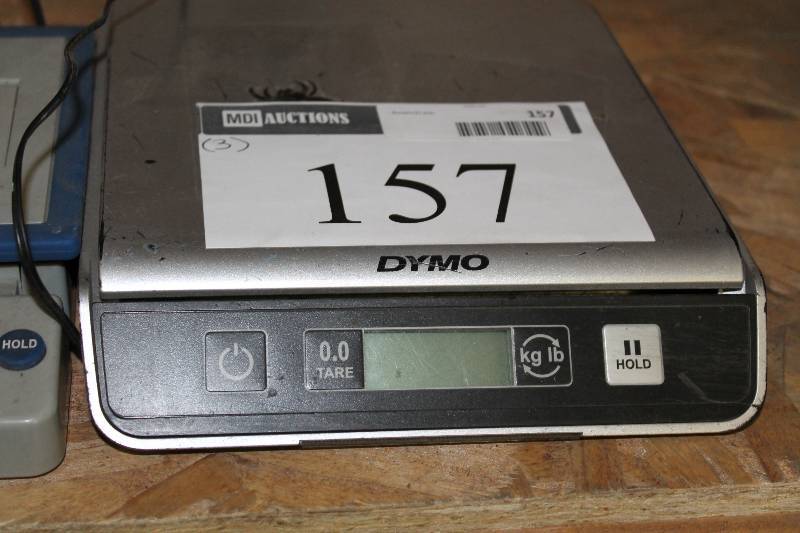 MDI AUCTIONS
157
(3)
157
DYMO
0.0
TARE
kg lb
HOLD
HOLD